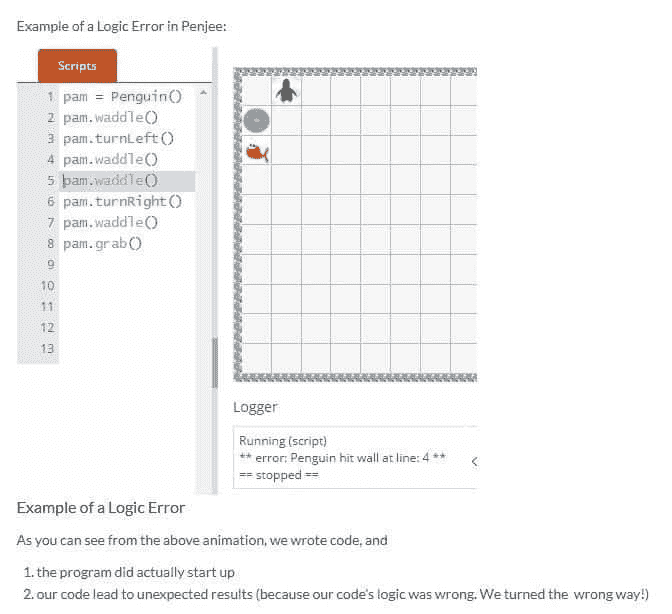 Example of a Logic Error in Penjee:
Scripts
1 pam = Penguin()
2 pam.waddle()
3 pam.turnLeft()
4 pam.waddle()
5 pam.waddle()
6 pam.turnRight()
7 pam.waddle()
8 pam.grab()
9
10
11
12
13
Logger
Running (script)
** error: Penguin hit wall at line: 4 **
== stopped ==
Example of a Logic Error
As you can see from the above animation, we wrote code, and
1. the program did actually start up
2. our code lead to unexpected results (because our code's logic was wrong. We turned the wrong way!)